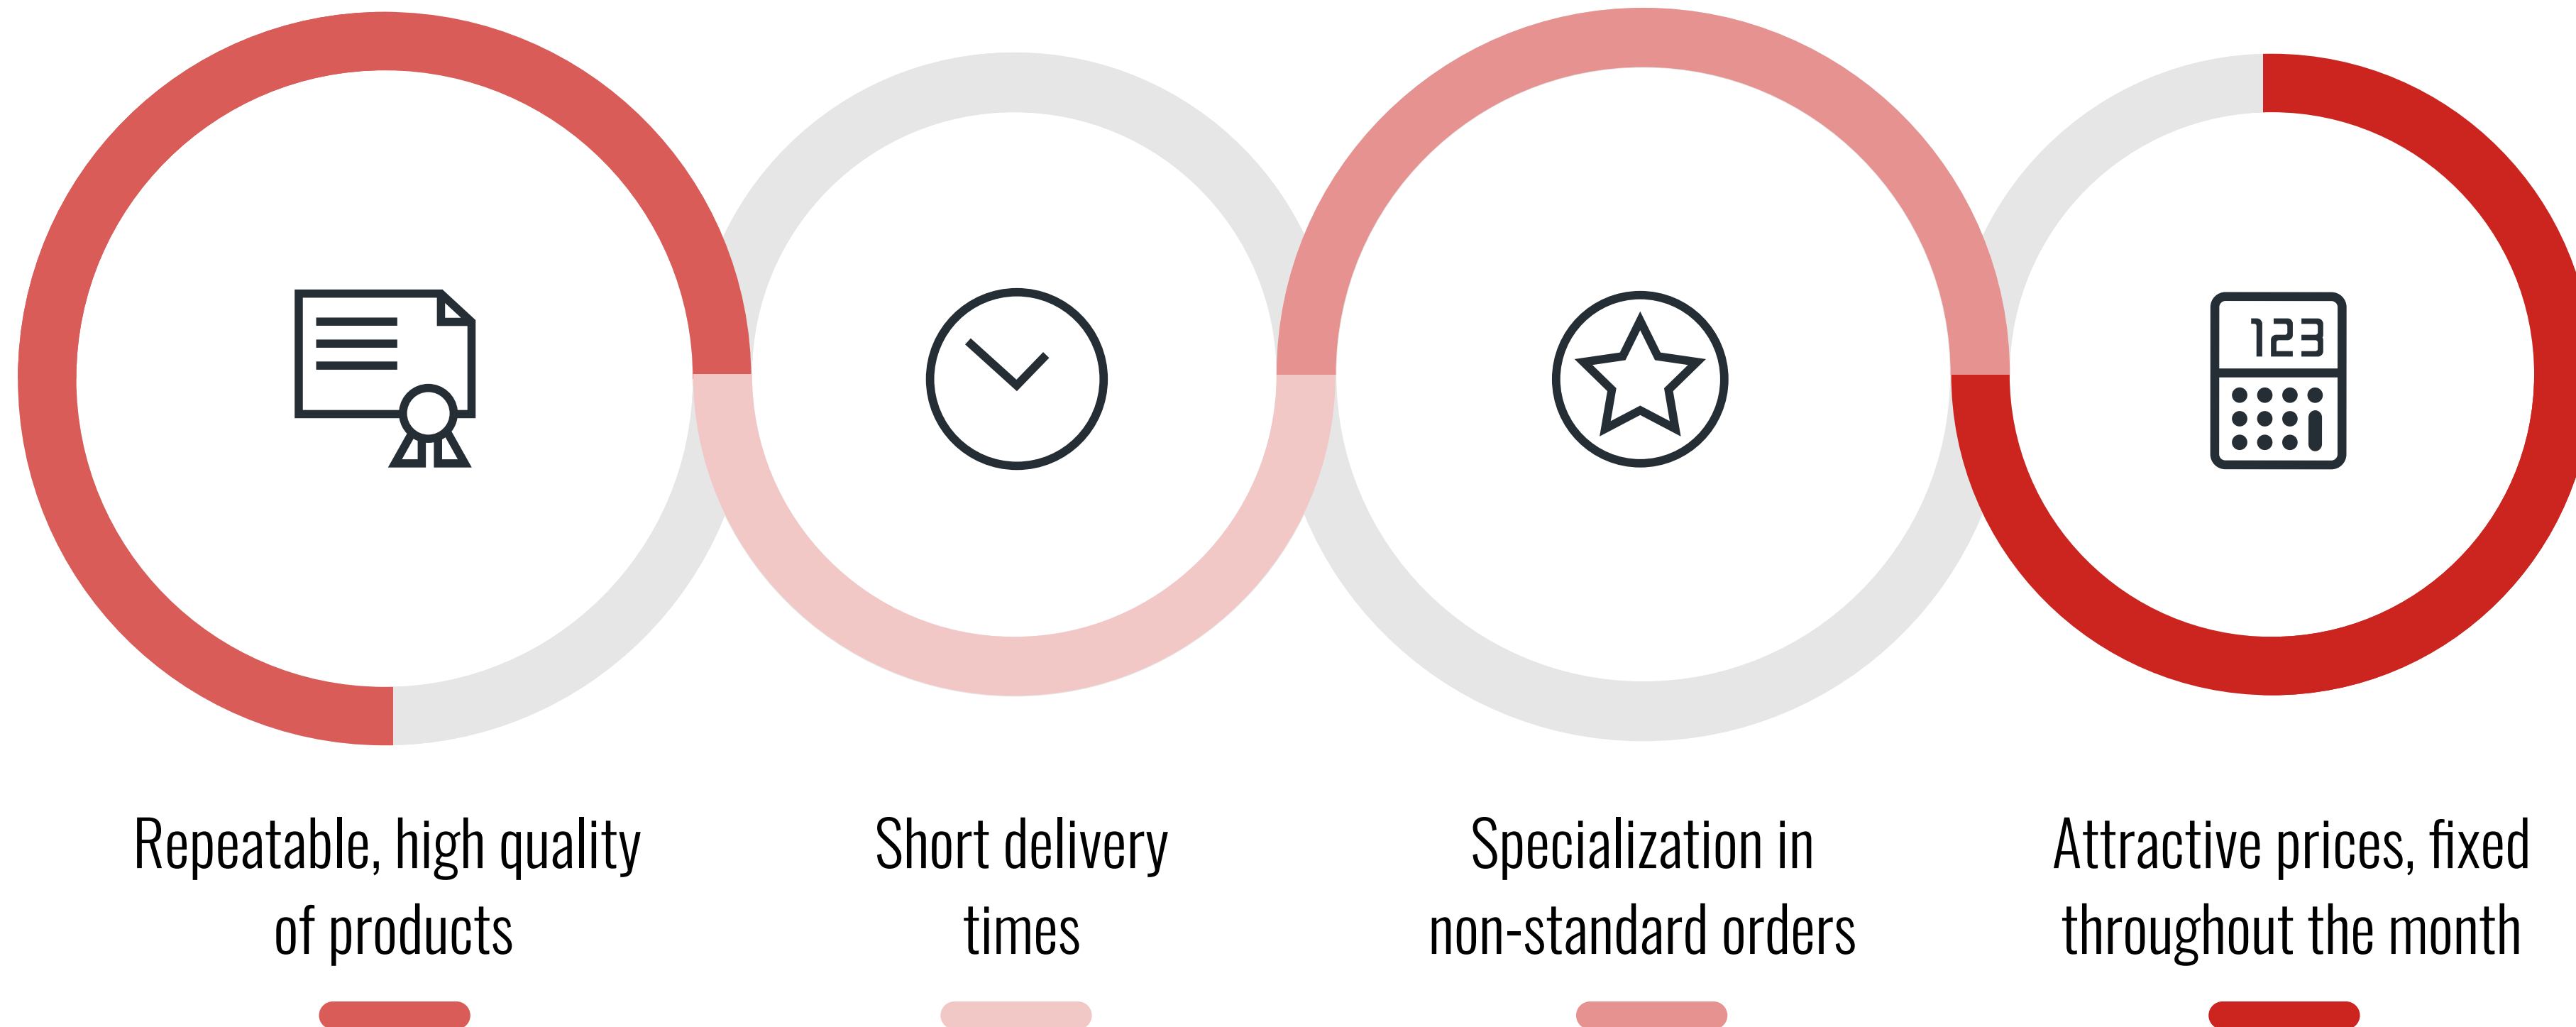 123
Repeatable, high quality
of products
Short delivery
times
Specialization in
non-standard orders
Attractive prices, fixed
throughout the month